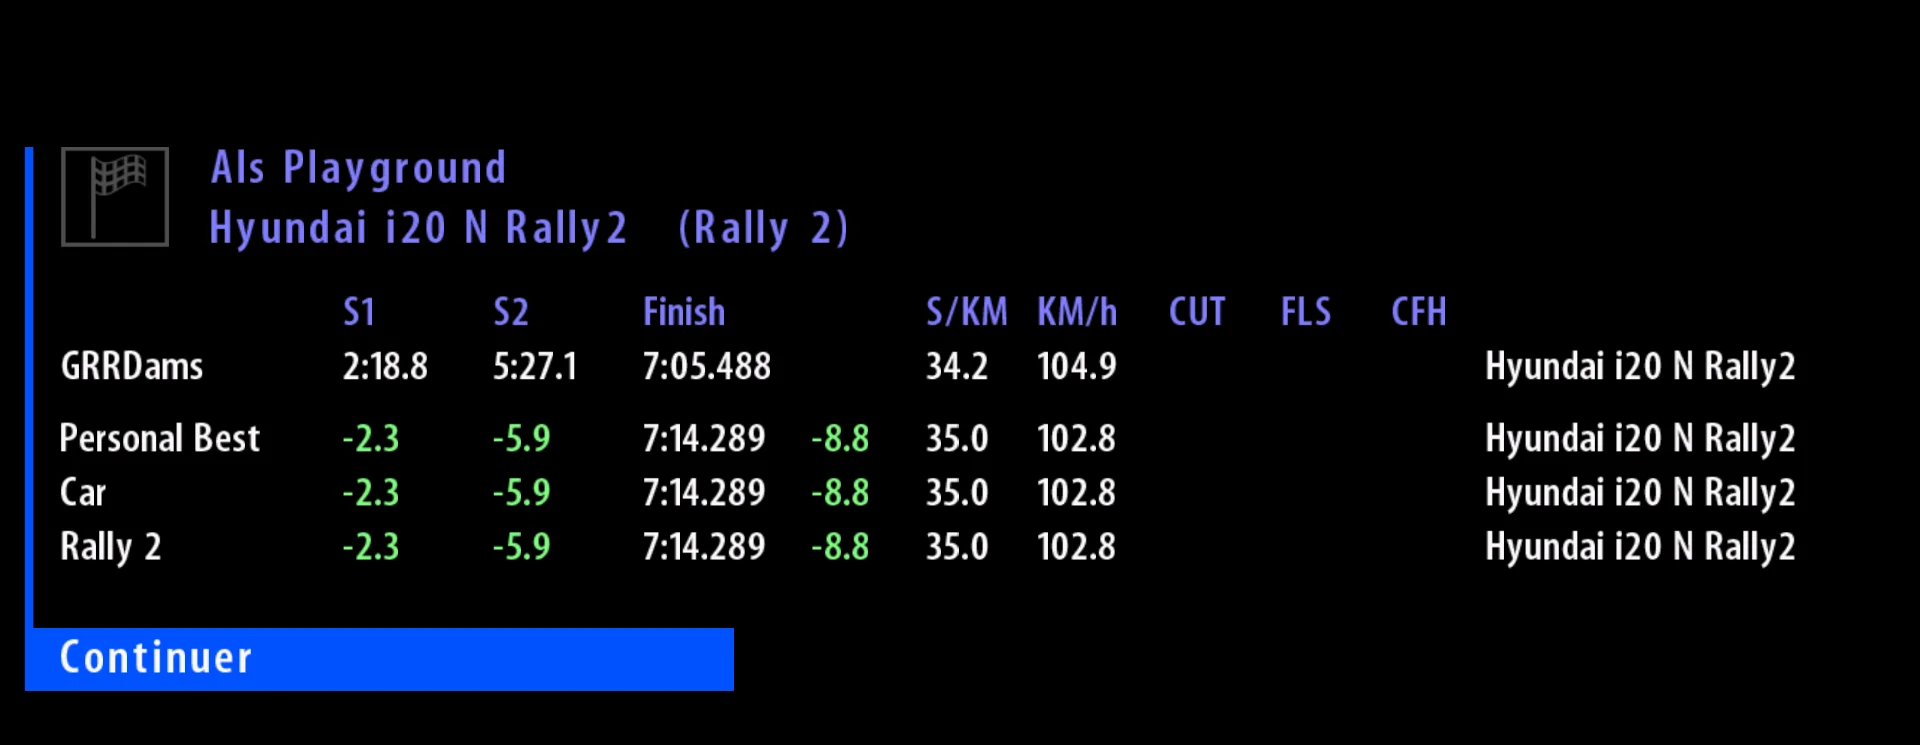 Als Playground
Hyundai i20 N Rally2 (Rally 2)
S1 S2 Finish S/KM KM/h CUT FLS CFH
GRRDams 2:18.8 5:27.1 7:05.488 34.2 104.9 Hyundai i20 N Rally2
Personal Best -2.3 -5.9 7:14.289 -8.8 35.0 102.8 Hyundai i20 N Rally2
Car -2.3 -5.9 7:14.289 -8.8 35.0 102.8 Hyundai i20 N Rally2
Rally 2 -2.3 -5.9 7:14.289 -8.8 35.0 102.8 Hyundai i20 N Rally2
Continuer